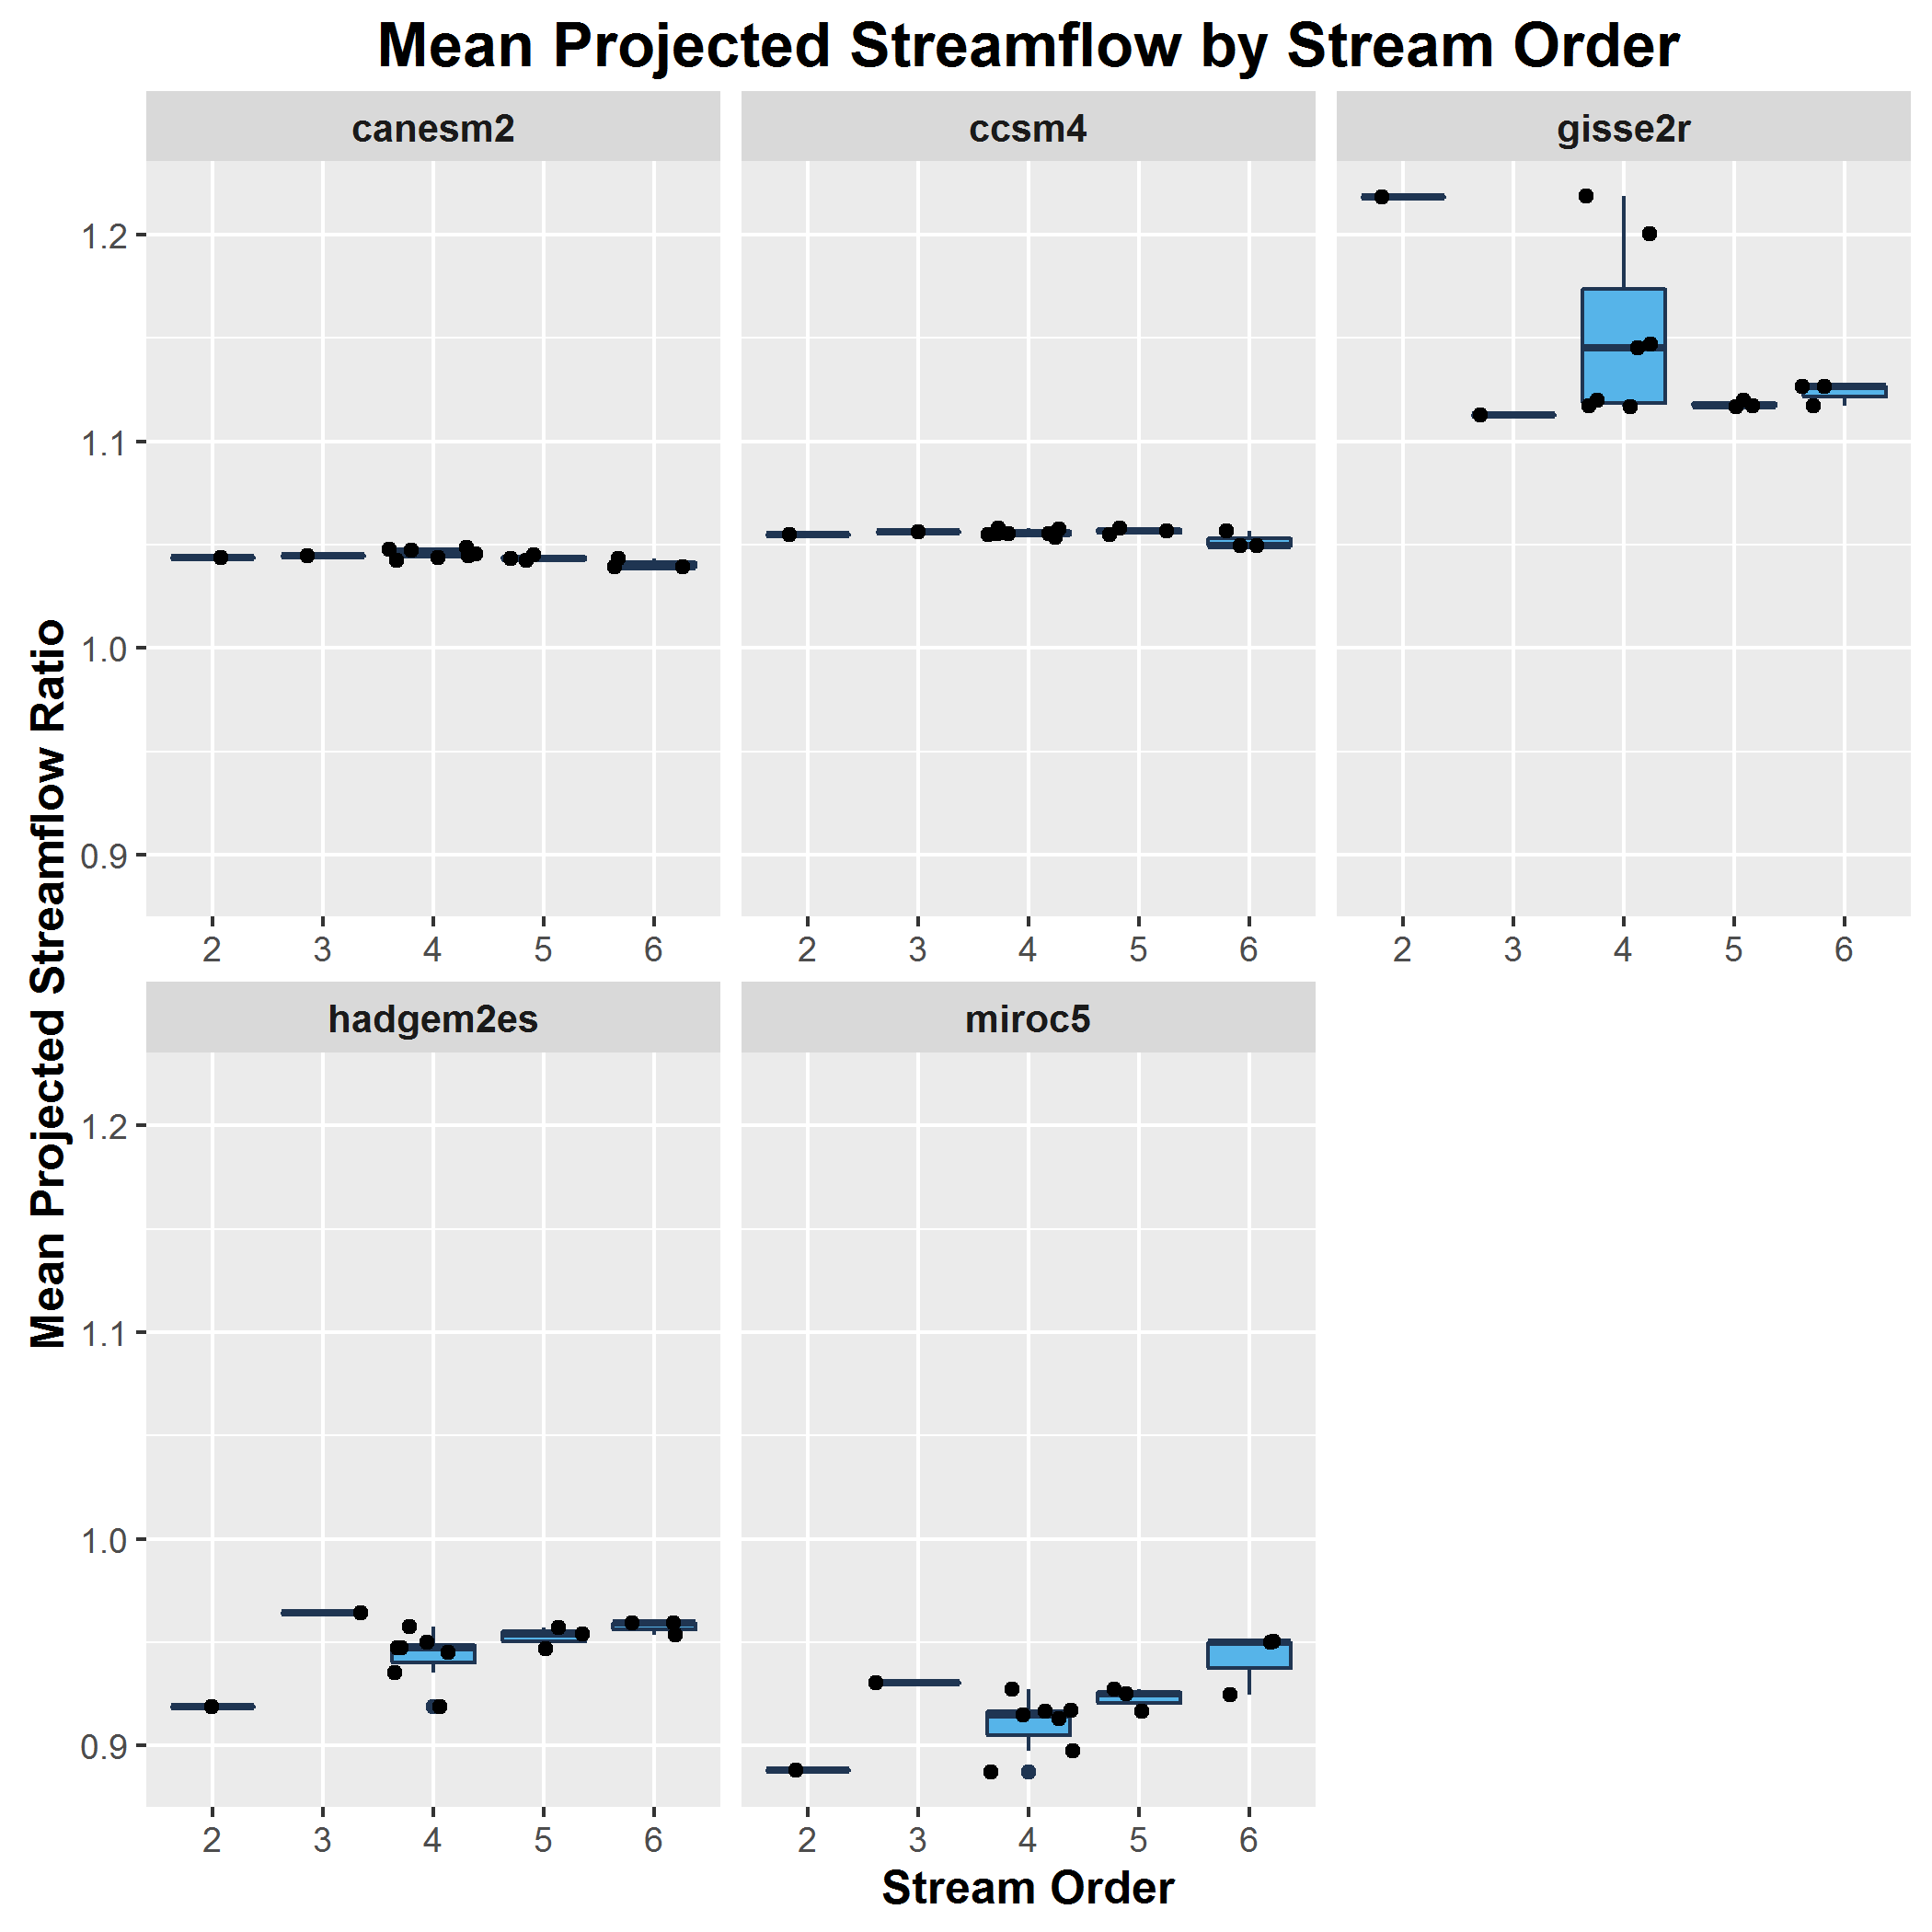 Mean Projected Streamflow by Stream Order
canesm2 ccsm4 gisse2r
1.2
1.1
1.0
0.9
2 3 4 5 6 2 3 4 5 6 2 3 4 5 6
Mean Projected Streamflow Ratio
hadgem2es miroc5
1.2
1.1
1.0
0.9
2 3 4 5 6 2 3 4 5 6
Stream Order